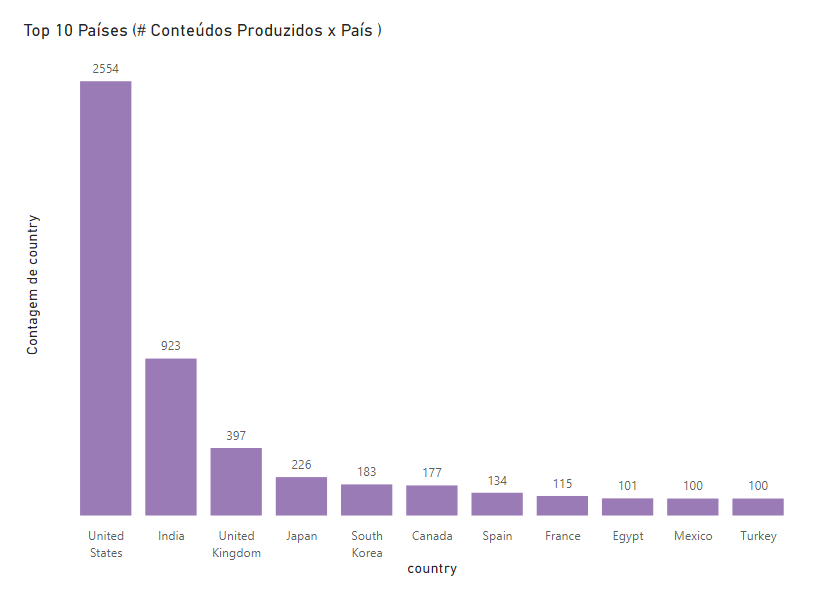 Top 10 Países (# Conteúdos Produzidos x País )
Contagem de country
2554
923
397
226
183
177
134
115
101
100
100
United
States
India
United
Kingdom
Japan
South
Korea
Canada
Spain
France
Egypt
Mexico
Turkey
country